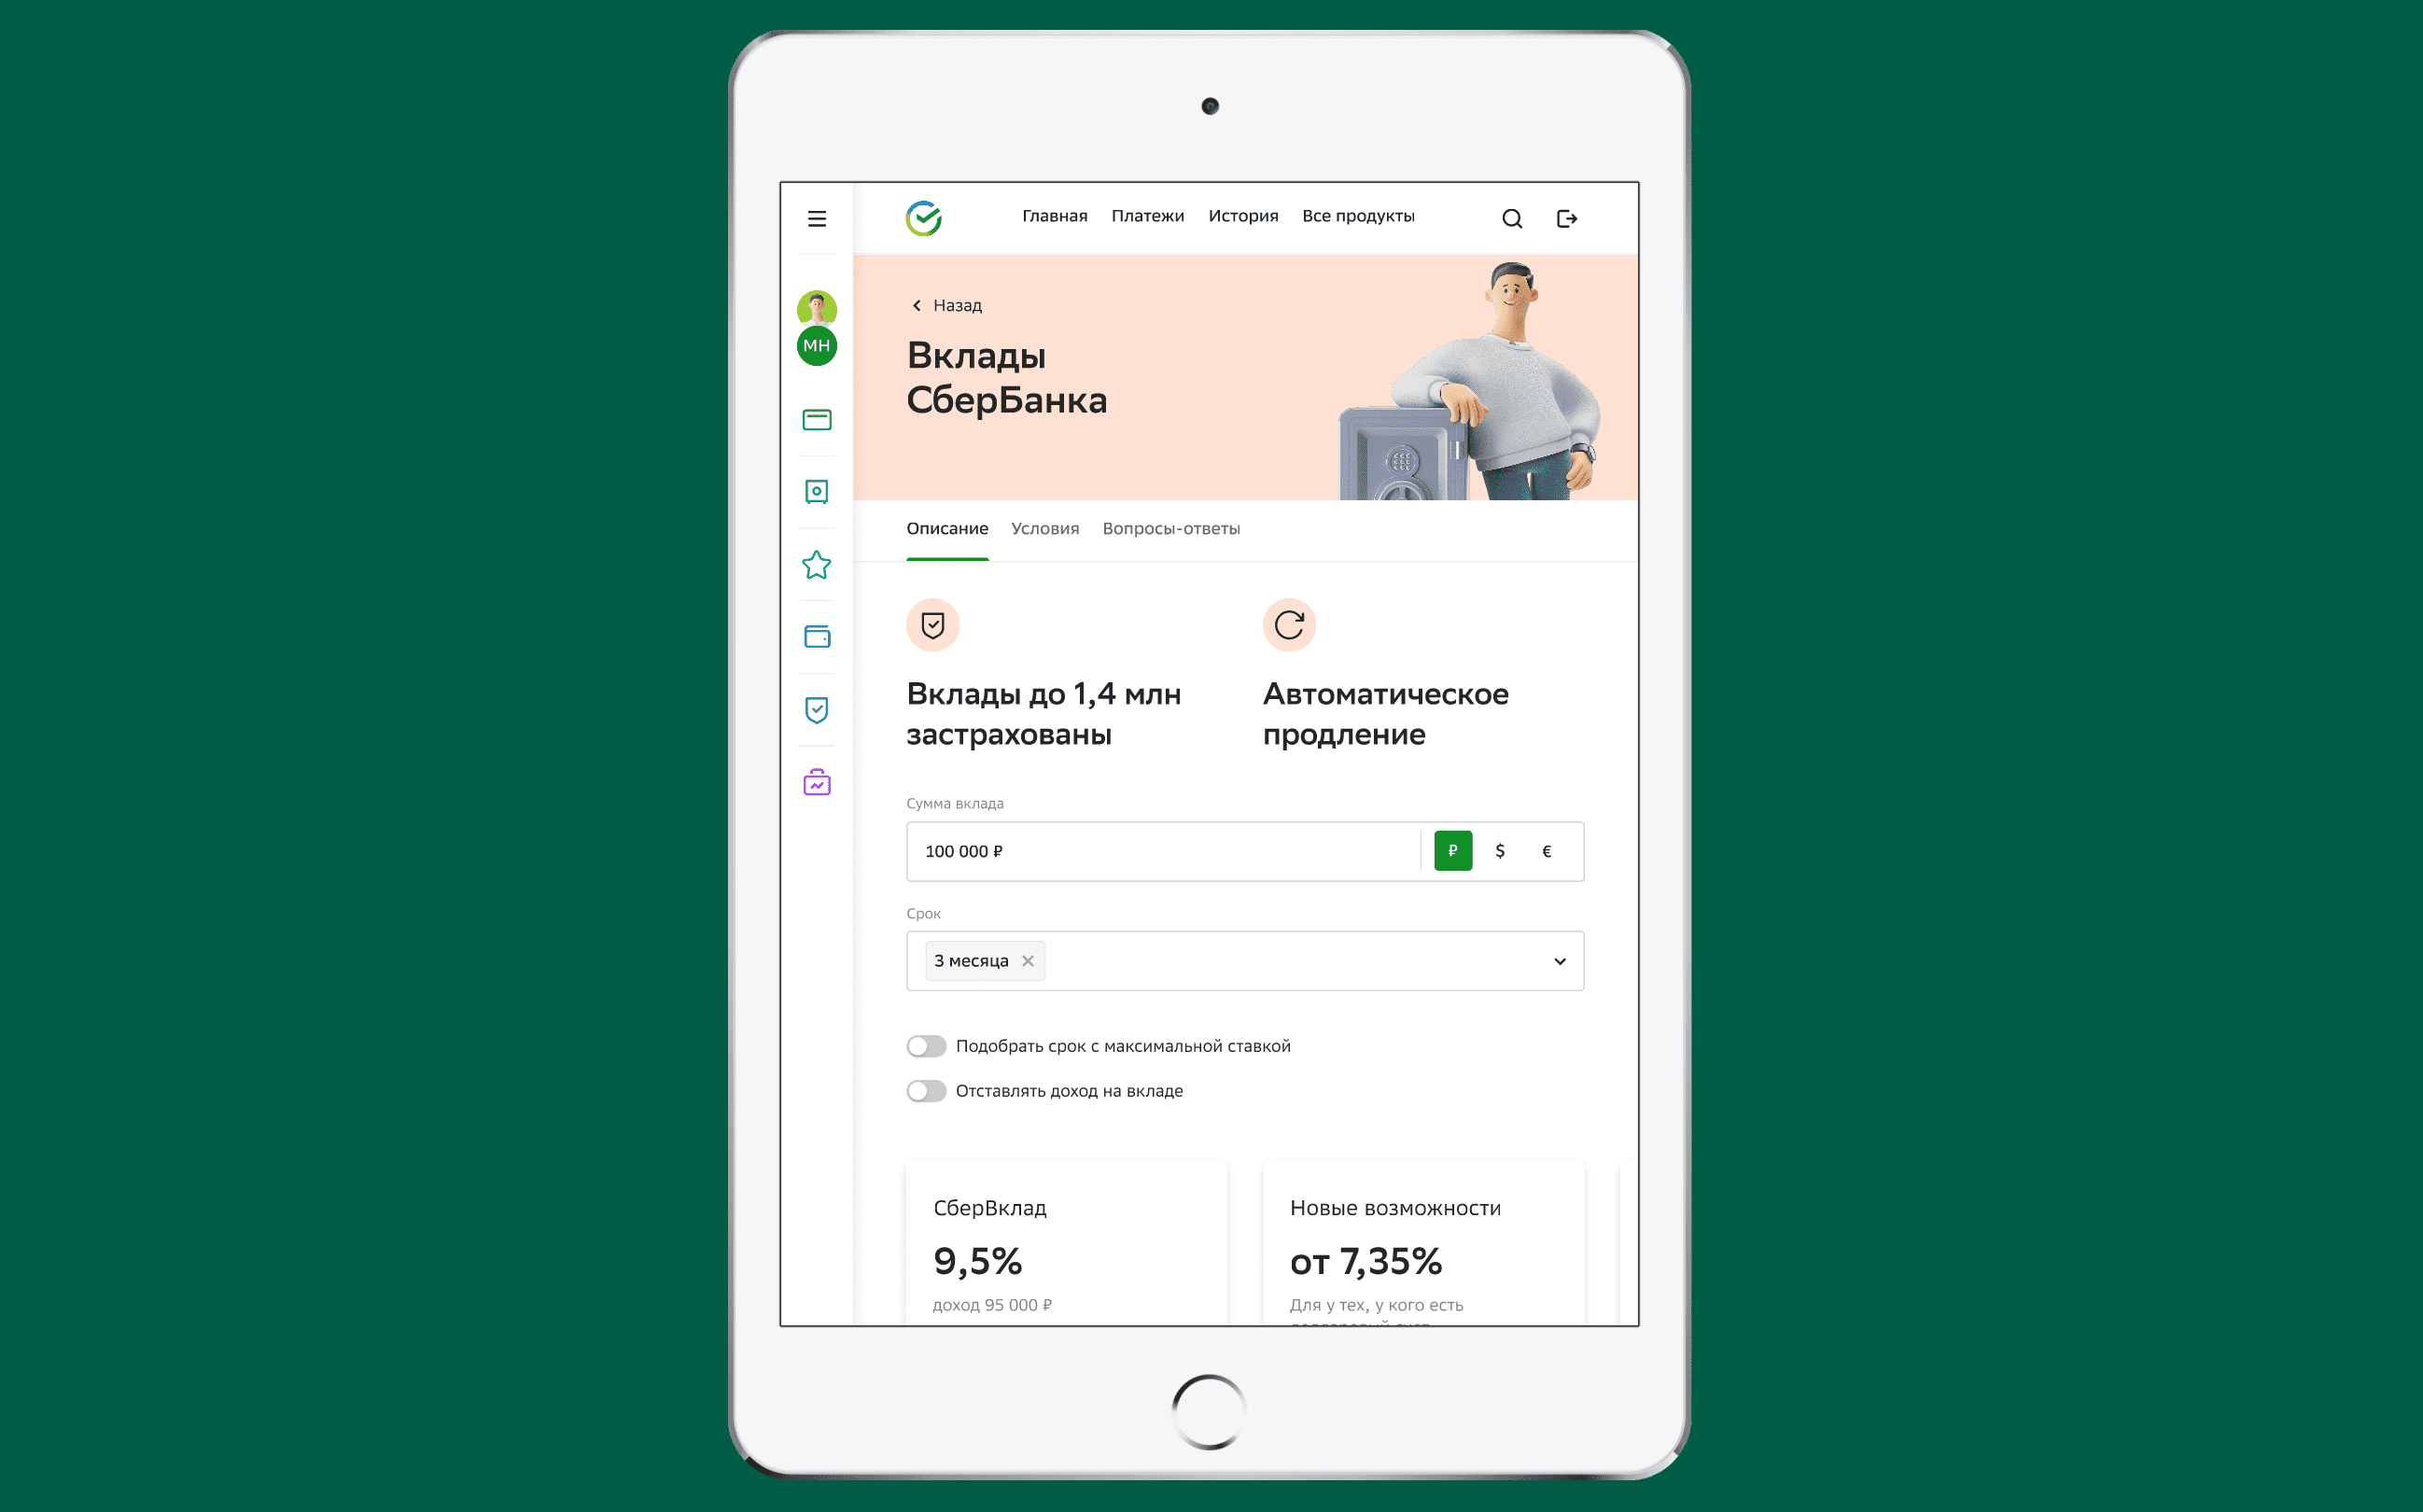 Главная Платежи История Все продукты
Назад
МН
Вклады
СберБанка
Описание Условия Вопросы-ответы
Вклады до 1,4 млн
застрахованы
Автоматическое
продление
Сумма вклада
100 000 ₽ ₽ $ €
Срок
3 месяца
Подобрать срок с максимальной ставкой
Отставлять доход на вкладе
СберВклад
9,5%
доход 95 000 ₽
Новые возможности
от 7,35%
Для у тех, у кого есть